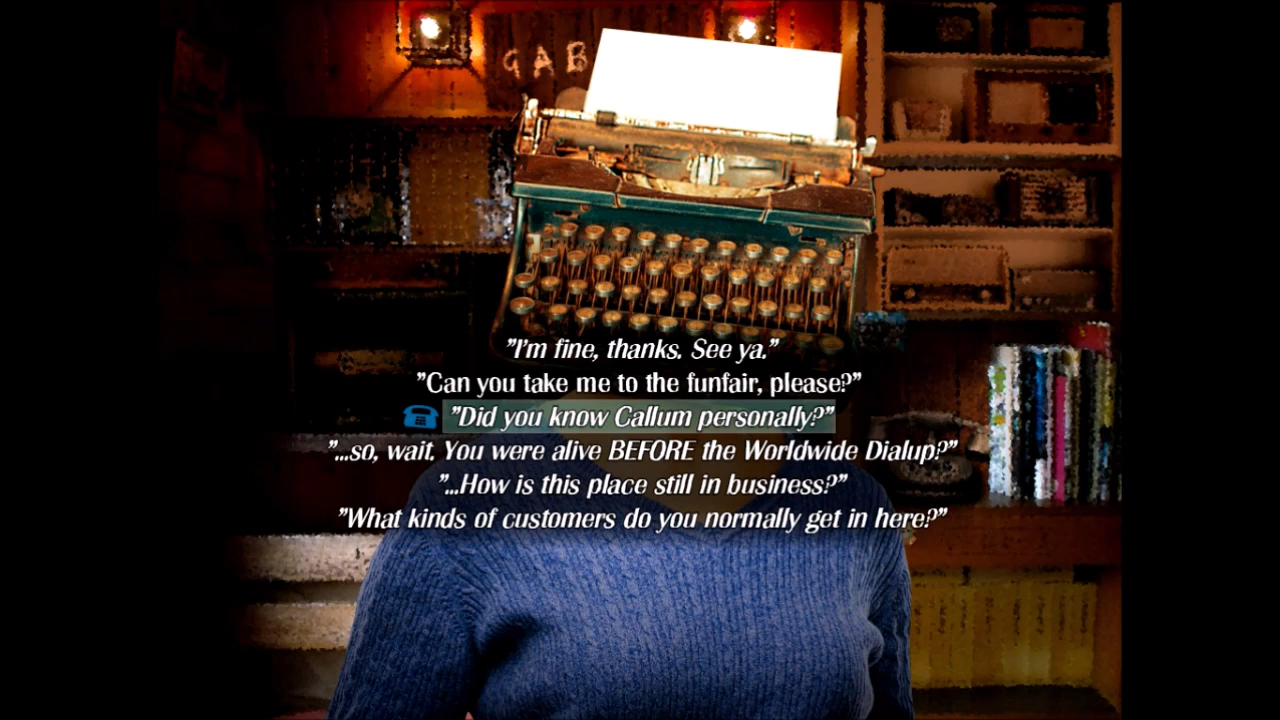 GAB
"I'm fine, thanks. See ya."
"Can you take me to the funfair, please?"
"Did you know Callum personally?"
"...so, wait. You were alive BEFORE the Worldwide Dialup?"
"...How is this place still in business?"
"What kinds of customers do you normally get in here?"